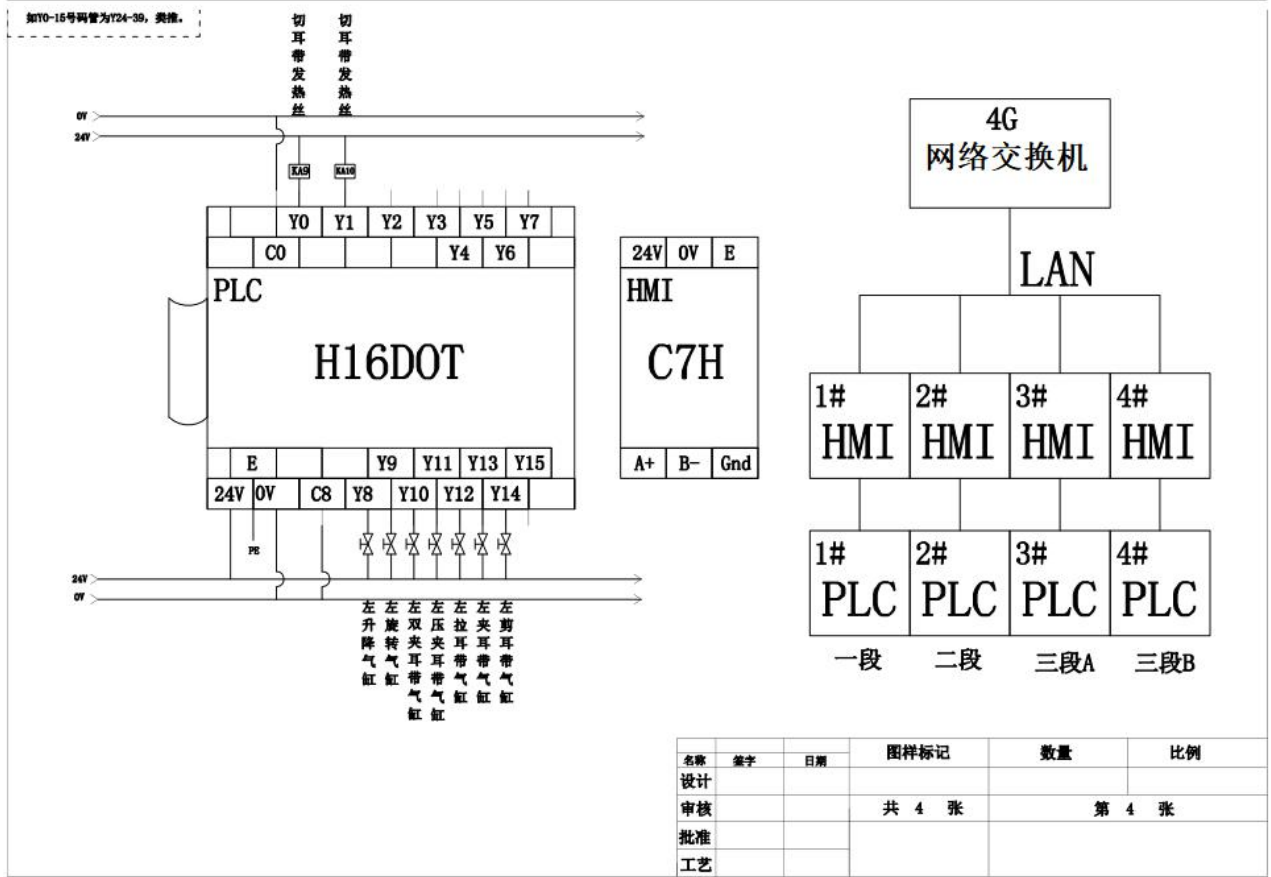 如Y0-15号码管为Y24-39，类推。
切耳带发热丝
切耳带发热丝
0V
24V
KA9
KA10
Y0 Y1 Y2 Y3 Y5 Y7
C0 Y4 Y6
PLC
H16DOT
E Y9 Y11 Y13 Y15
24V 0V C8 Y8 Y10 Y12 Y14
PE
24V
0V
左升降气缸
左旋转气缸
左双夹耳带气缸
左压夹耳带气缸
左拉耳带气缸
左夹耳带气缸
左剪耳带气缸
24V 0V E
HMI
C7H
A+ B- Gnd
4G
网络交换机
LAN
1# 2# 3# 4#
HMI HMI HMI HMI
1# 2# 3# 4#
PLC PLC PLC PLC
一段 二段 三段A 三段B
名称 签字 日期 图样标记 数量 比例
设计
审核 共 4 张 第 4 张
批准
工艺